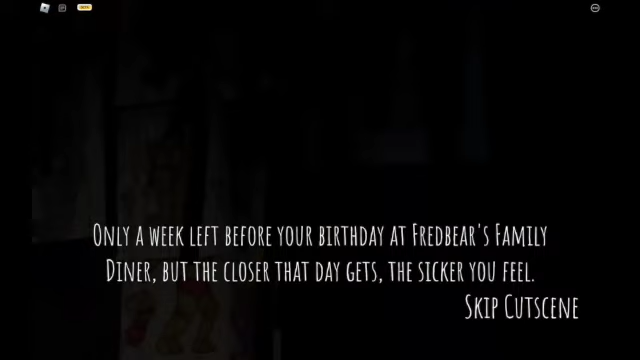 Only a week left before your birthday at Fredbear's Family
Diner, but the closer that day gets, the sicker you feel.
Skip Cutscene